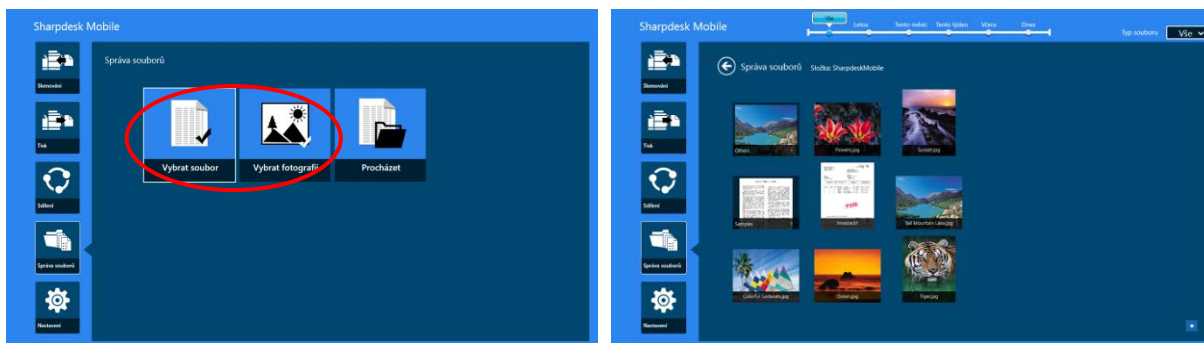 Sharpdesk Mobile
Správa souborů
Skenování
Tisk
Sdílení
Správa souborů
Nastavení
Vybrat soubor
Vybrat fotografii
Procházet
Sharpdesk Mobile
Vše
Letos
Tento měsíc
Tento týden
Včera
Dnes
Typ souboru
Vše
Správa souborů
Složka: SharpdeskMobile
Skenování
Tisk
Sdílení
Správa souborů
Nastavení
Others
Flowers.jpg
Sunset.jpg
Samples
Tall Mountain Lake.jpg
Colorful Sailboats.jpg
Ocean.jpg
Tiger.jpg